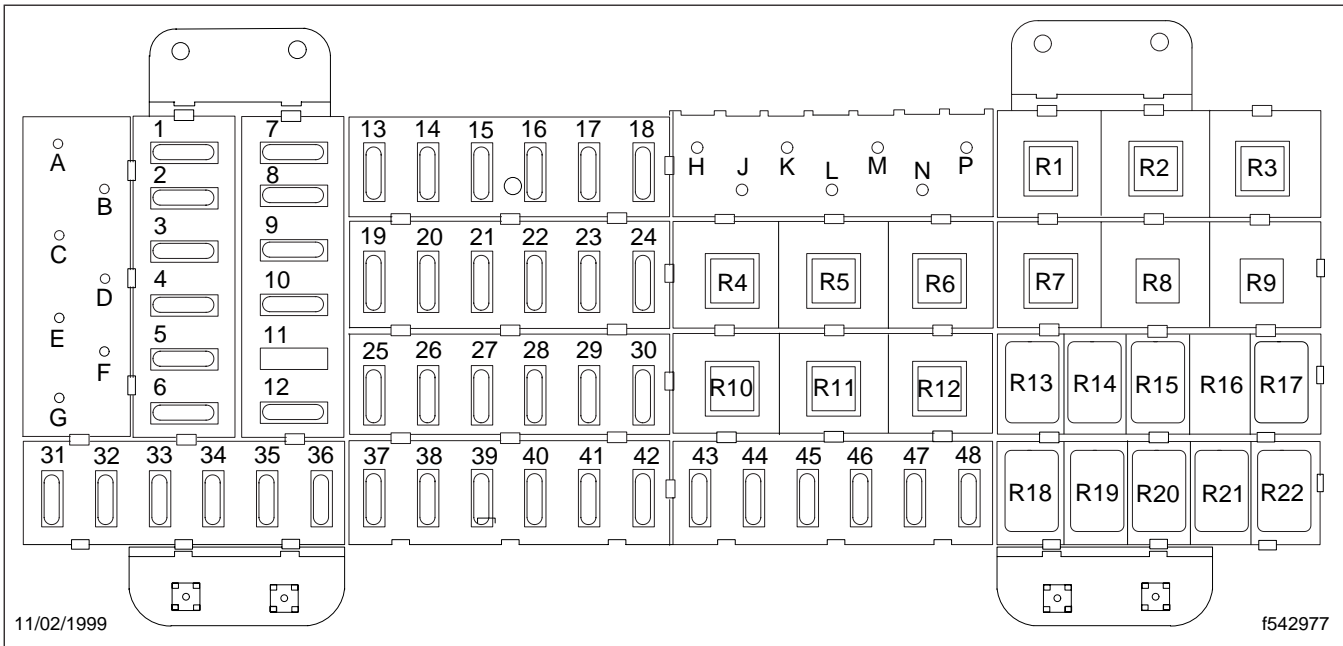 1 7 13 14 15 16 17 18
A H K M P
J L N R1 R2 R3
2 8
B
3 9 19 20 21 22 23 24
C
D 4 10 R4 R5 R6 R7 R8 R9
E 5 11 25 26 27 28 29 30
F
6 12 R10 R11 R12 R13 R14 R15 R16 R17
G
31 32 33 34 35 36 37 38 39 40 41 42 43 44 45 46 47 48
R18 R19 R20 R21 R22
11/02/1999 f542977